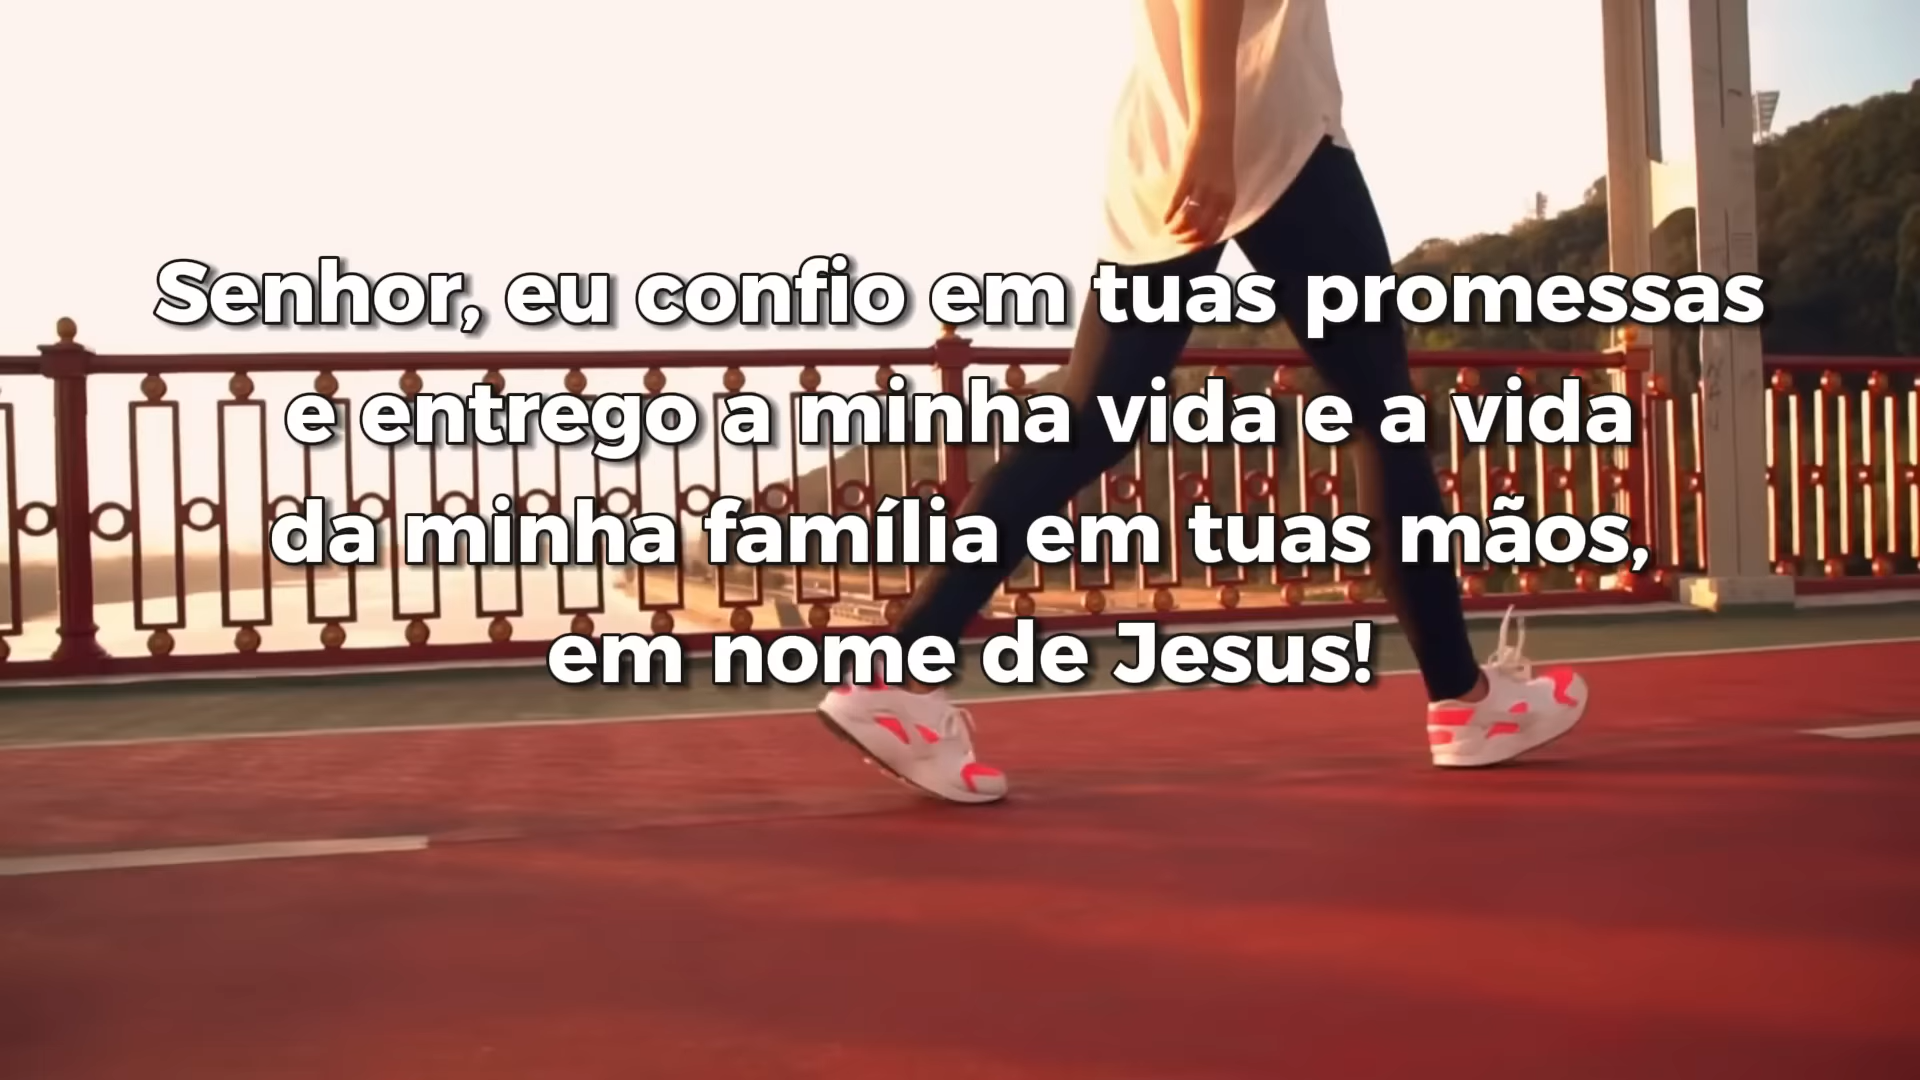 Senhor, eu confio em tuas promessas
e entrego a minha vida e a vida
da minha família em tuas mãos,
em nome de Jesus!